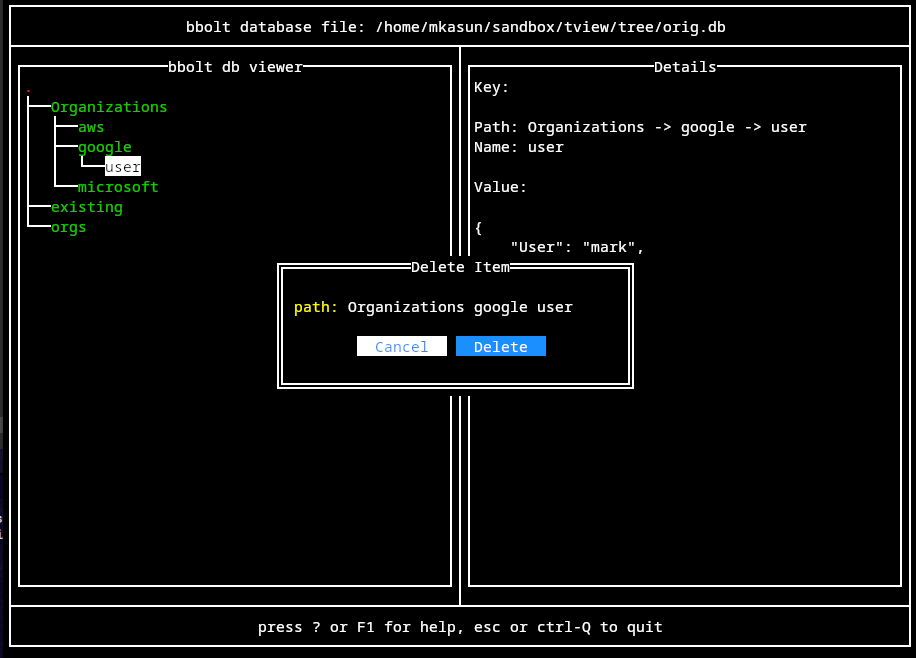 bbolt database file: /home/mkasun/sandbox/tview/tree/orig.db
bbolt db viewer
.
Organizations
aws
google
user
microsoft
existing
orgs
Details
Key:
Path: Organizations -> google -> user
Name: user
Value:
{
"User": "mark",
Delete Item
path: Organizations google user
Cancel Delete
press ? or F1 for help, esc or ctrl-Q to quit